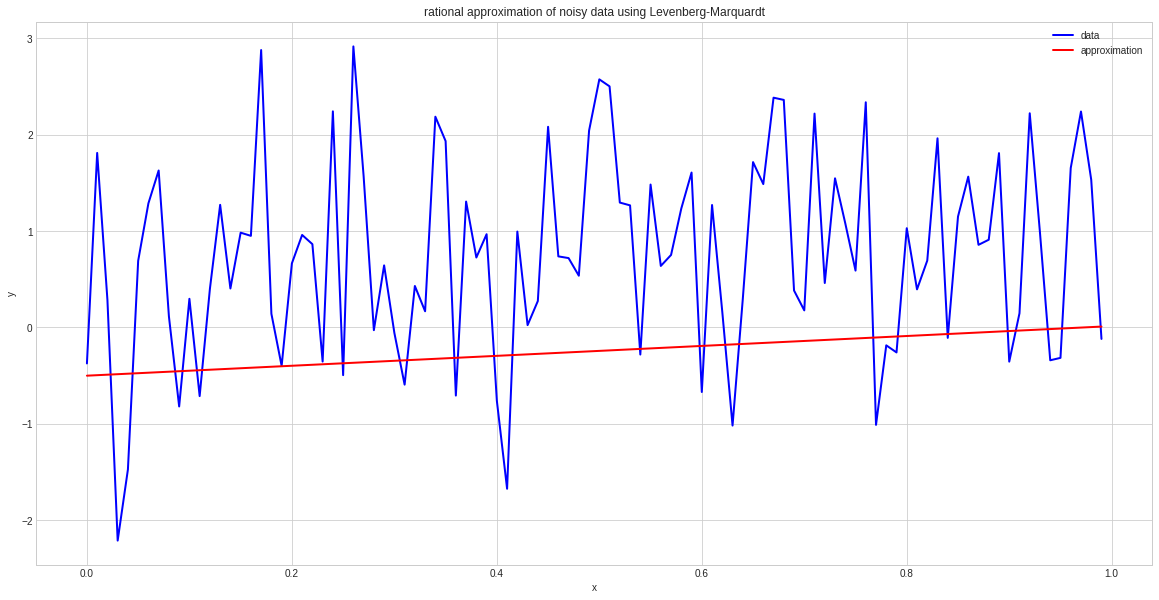 rational approximation of noisy data using Levenberg-Marquardt
data
approximation
3
2
1
0
−1
−2
y
0.0 0.2 0.4 0.6 0.8 1.0
x